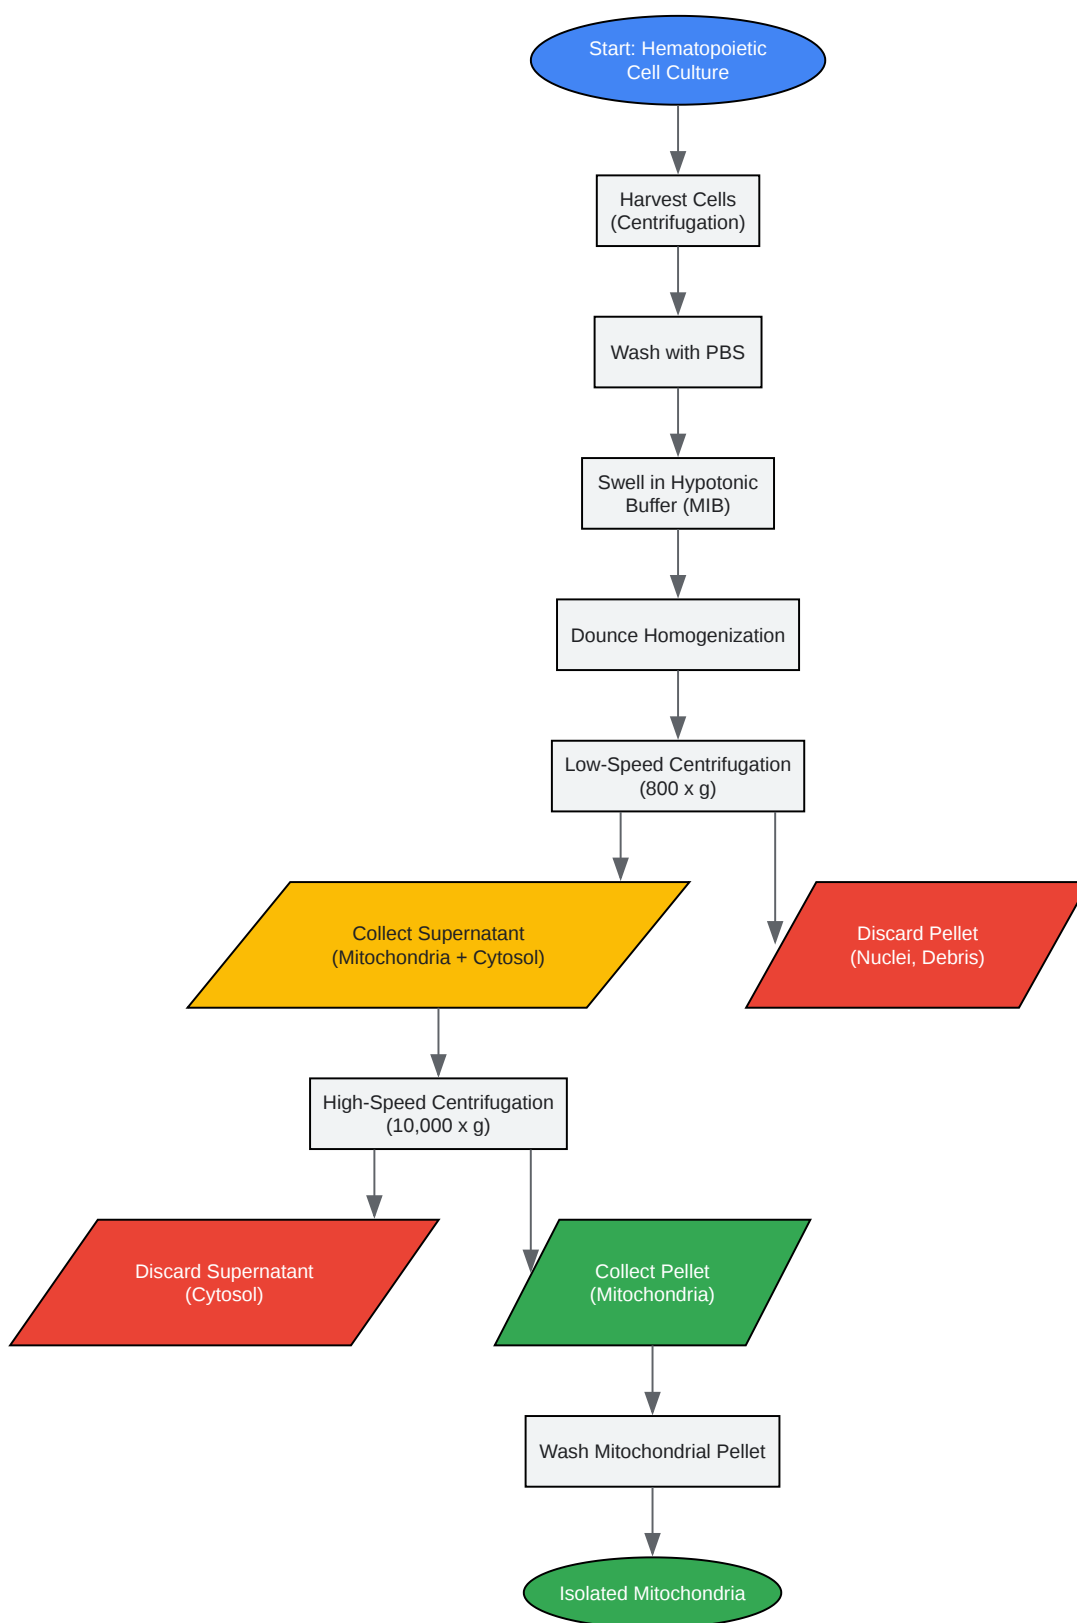 Start: Hematopoietic
Cell Culture
Harvest Cells
(Centrifugation)
Wash with PBS
Swell in Hypotonic
Buffer (MIB)
Dounce Homogenization
Low-Speed Centrifugation
(800 x g)
Collect Supernatant
(Mitochondria + Cytosol)
Discard Pellet
(Nuclei, Debris)
High-Speed Centrifugation
(10,000 x g)
Discard Supernatant
(Cytosol)
Collect Pellet
(Mitochondria)
Wash Mitochondrial Pellet
Isolated Mitochondria